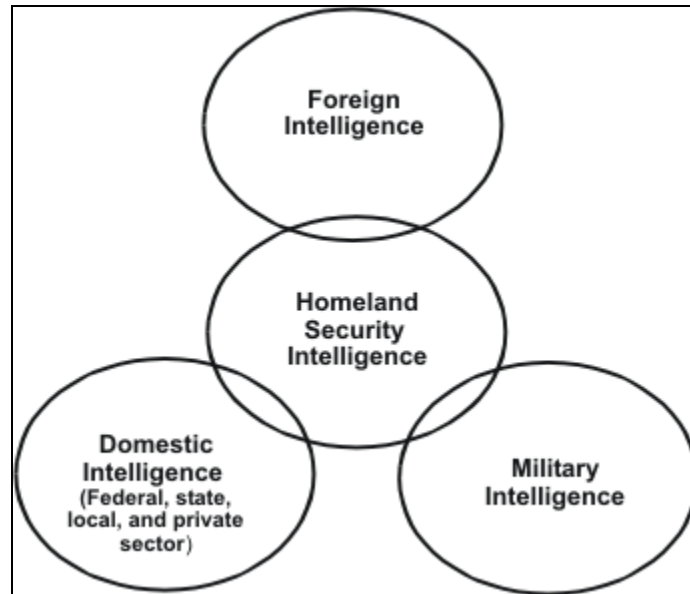 Foreign
Intelligence
Homeland
Security
Intelligence
Domestic
Intelligence
(Federal, state,
local, and private
sector)
Military
Intelligence